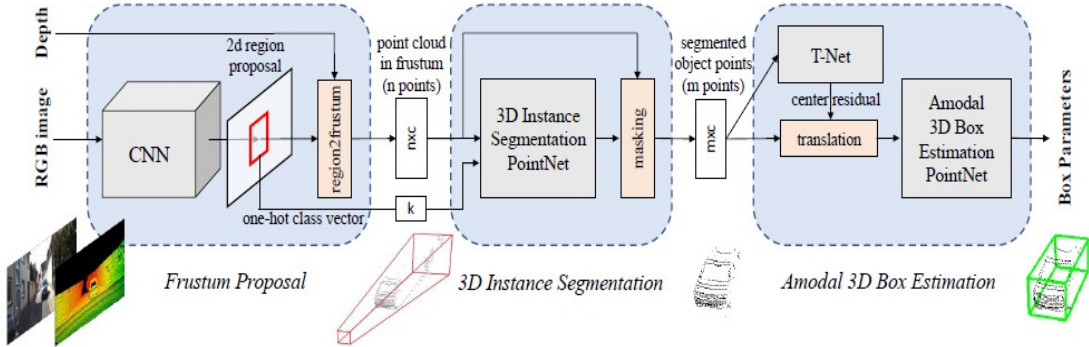 Depth
RGB image
CNN
2d region
proposal
region2frustum
one-hot class vector
Frustum Proposal
point cloud
in frustum
(n points)
nxc
k
3D Instance
Segmentation
PointNet
masking
3D Instance Segmentation
segmented
object points
(m points)
mxc
T-Net
center residual
translation
Amodal
3D Box
Estimation
PointNet
Amodal 3D Box Estimation
Box Parameters